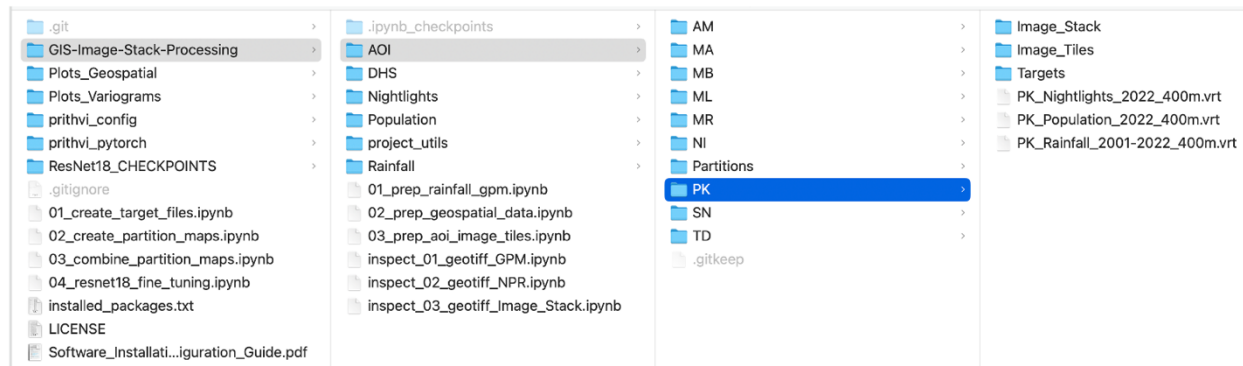 .git
GIS-Image-Stack-Processing
Plots_Geospatial
Plots_Variograms
prithvi_config
prithvi_pytorch
ResNet18_CHECKPOINTS
.gitignore
01_create_target_files.ipynb
02_create_partition_maps.ipynb
03_combine_partition_maps.ipynb
04_resnet18_fine_tuning.ipynb
installed_packages.txt
LICENSE
Software_Installati...iguration_Guide.pdf
.ipynb_checkpoints
AOI
DHS
Nightlights
Population
project_utils
Rainfall
01_prep_rainfall_gpm.ipynb
02_prep_geospatial_data.ipynb
03_prep_aoi_image_tiles.ipynb
inspect_01_geotiff_GPM.ipynb
inspect_02_geotiff_NPR.ipynb
inspect_03_geotiff_Image_Stack.ipynb
AM
MA
MB
ML
MR
NI
Partitions
PK
SN
TD
.gitkeep
Image_Stack
Image_Tiles
Targets
PK_Nightlights_2022_400m.vrt
PK_Population_2022_400m.vrt
PK_Rainfall_2001-2022_400m.vrt